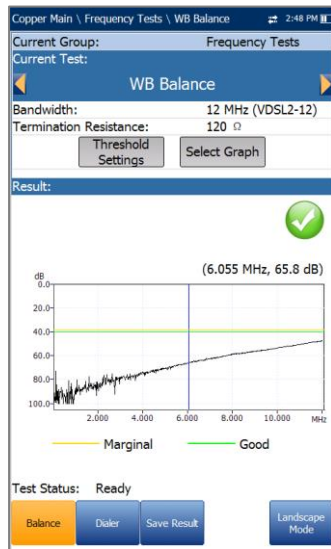 Copper Main \ Frequency Tests \ WB Balance 2:48 PM
Current Group: Frequency Tests
Current Test:
WB Balance
Bandwidth: 12 MHz (VDSL2-12)
Termination Resistance: 120 Ω
Threshold Settings
Select Graph
Result:
(6.055 MHz, 65.8 dB)
dB
0.0
20.0
40.0
60.0
80.0
100.0
2.000 4.000 6.000 8.000 10.000 MHz
Marginal Good
Test Status: Ready
Balance Dialer Save Result Landscape Mode